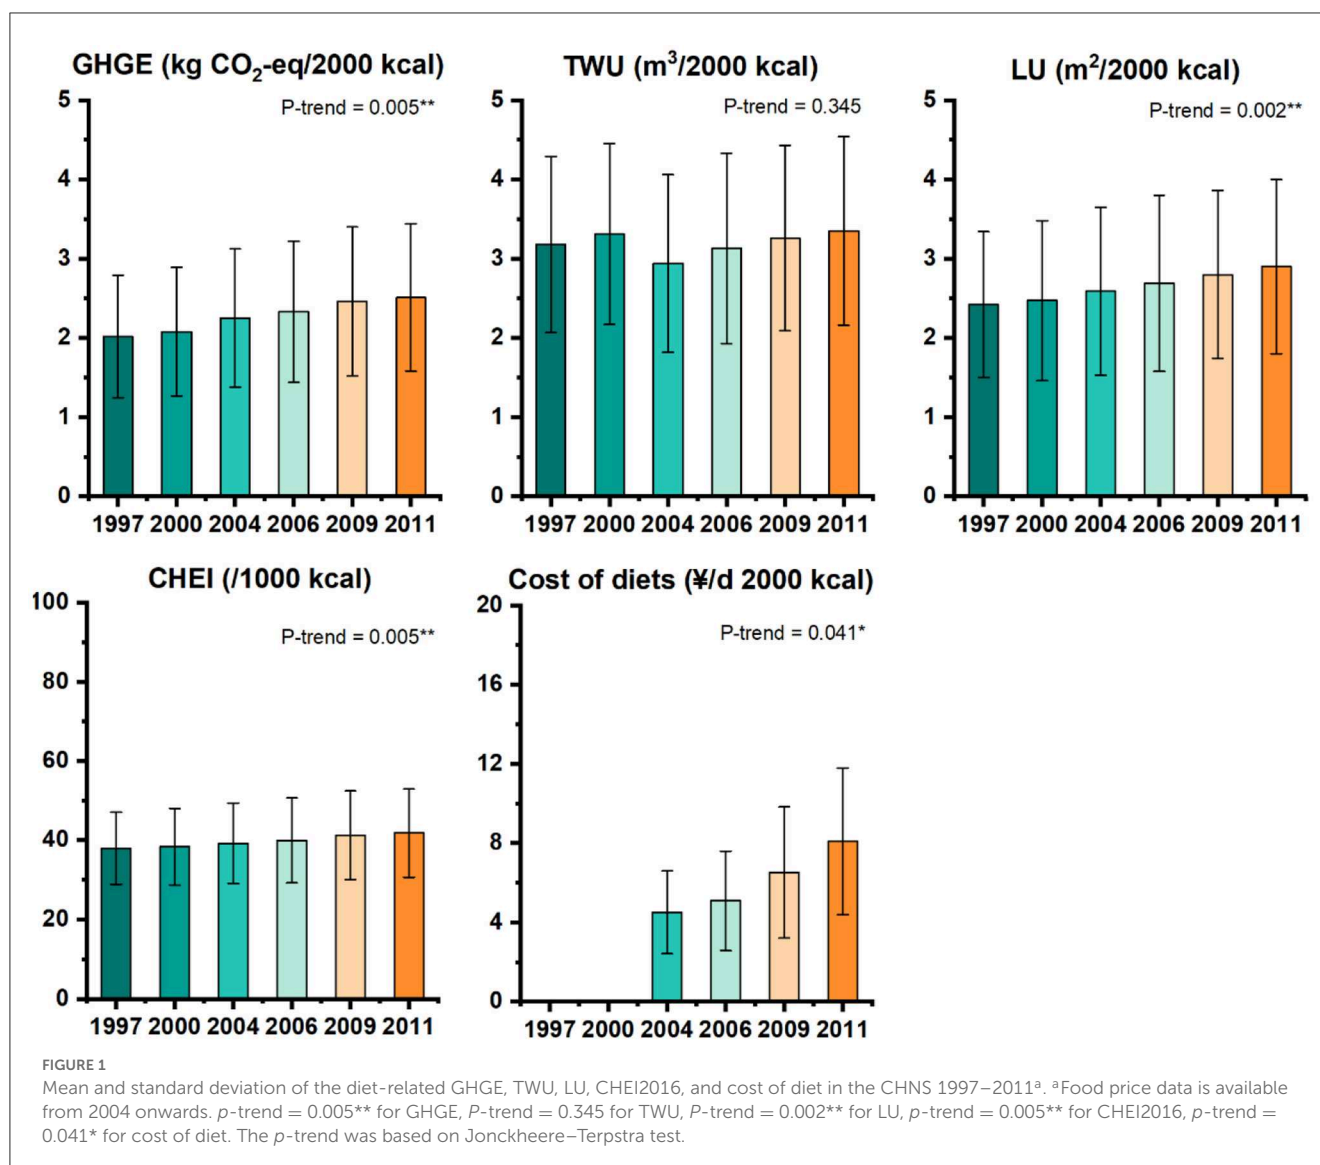 GHGE (kg CO₂-eq/2000 kcal)
P-trend = 0.005**
5
4
3
2
1
0
1997 2000 2004 2006 2009 2011
TWU (m³/2000 kcal)
P-trend = 0.345
5
4
3
2
1
0
1997 2000 2004 2006 2009 2011
LU (m²/2000 kcal)
P-trend = 0.002**
5
4
3
2
1
0
1997 2000 2004 2006 2009 2011
CHEI (/1000 kcal)
P-trend = 0.005**
100
80
60
40
20
0
1997 2000 2004 2006 2009 2011
Cost of diets (¥/d 2000 kcal)
P-trend = 0.041*
20
16
12
8
4
0
1997 2000 2004 2006 2009 2011
FIGURE 1
Mean and standard deviation of the diet-related GHGE, TWU, LU, CHEI2016, and cost of diet in the CHNS 1997–2011ᵃ. ᵃFood price data is available
from 2004 onwards. p-trend = 0.005** for GHGE, P-trend = 0.345 for TWU, P-trend = 0.002** for LU, p-trend = 0.005** for CHEI2016, p-trend =
0.041* for cost of diet. The p-trend was based on Jonckheere–Terpstra test.